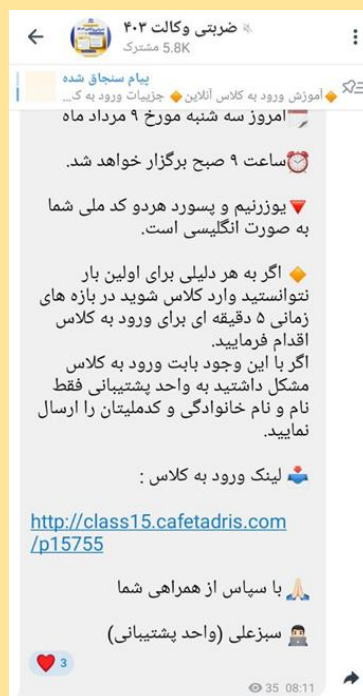 ضربتی وکالت ۴۰۳
5.8K مشترک
پیام سنجاق شده
🔸آموزش ورود به کلاس آنلاین🔸 جزییات ورود به ک...
امروز سه شنبه مورخ ۹ مرداد ماه
⏰ساعت ۹ صبح برگزار خواهد شد.
🔻یوزرنیم و پسورد هردو کد ملی شما
به صورت انگلیسی است.
🔸 اگر به هر دلیلی برای اولین بار
نتوانستید وارد کلاس شوید در بازه های
زمانی ۵ دقیقه ای برای ورود به کلاس
اقدام فرمایید.
اگر با این وجود بابت ورود به کلاس
مشکل داشتید به واحد پشتیبانی فقط
نام و نام خانوادگی و کدملیتان را ارسال
نمایید.
📥 لینک ورود به کلاس :
http://class15.cafetadris.com
/p15755
🙏🏻 با سپاس از همراهی شما
👨🏻‍💻 سبزعلی (واحد پشتیبانی)
❤️ 3
35 08:11